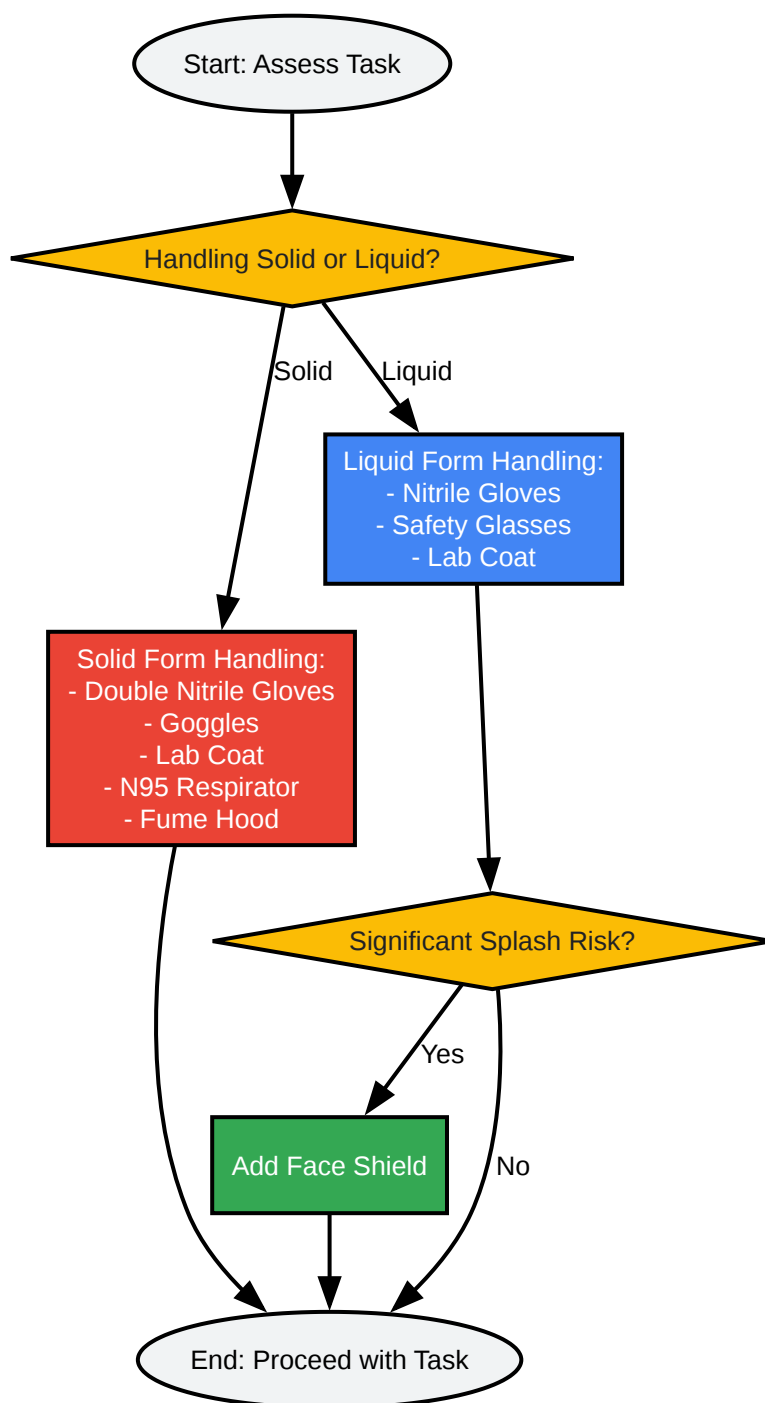 Start: Assess Task
Handling Solid or Liquid?
Solid
Liquid
Liquid Form Handling:
- Nitrile Gloves
- Safety Glasses
- Lab Coat
Solid Form Handling:
- Double Nitrile Gloves
- Goggles
- Lab Coat
- N95 Respirator
- Fume Hood
Significant Splash Risk?
Yes
Add Face Shield
No
End: Proceed with Task